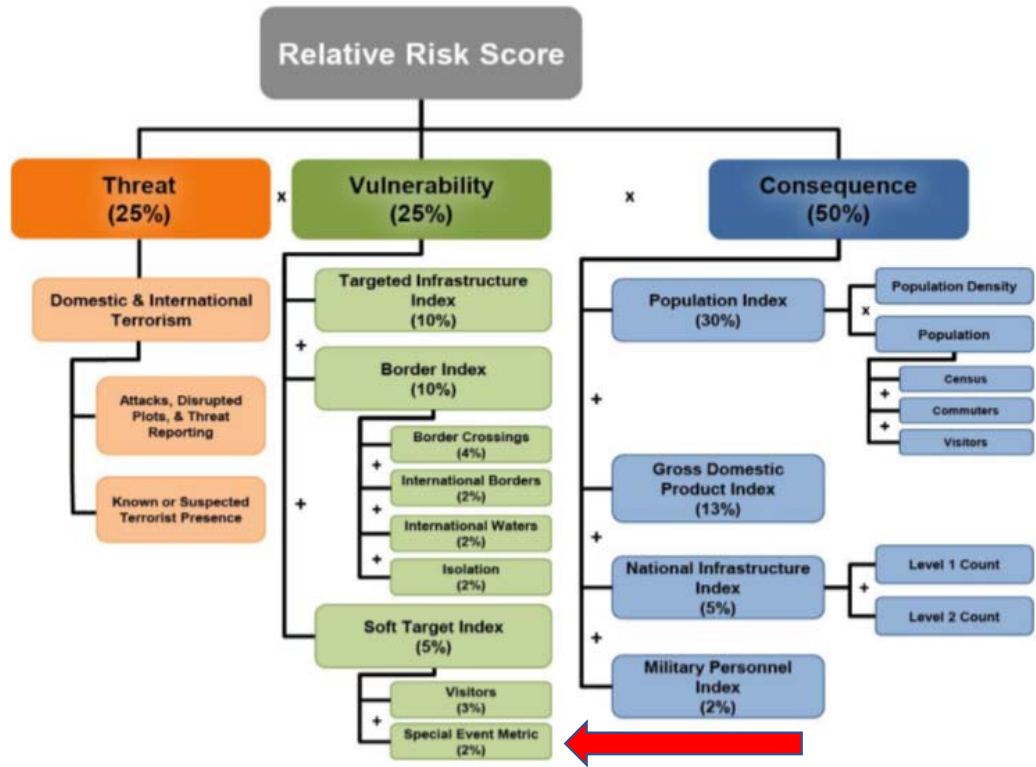 Relative Risk Score
Threat
(25%)
x
Vulnerability
(25%)
x
Consequence
(50%)
Domestic & International
Terrorism
Attacks, Disrupted
Plots, & Threat
Reporting
Known or Suspected
Terrorist Presence
Targeted Infrastructure
Index
(10%)
+
Border Index
(10%)
Border Crossings
(4%)
+
International Borders
(2%)
+
International Waters
(2%)
+
Isolation
(2%)
+
Soft Target Index
(5%)
Visitors
(3%)
+
Special Event Metric
(2%)
Population Index
(30%)
Population Density
x
Population
Census
+
Commuters
+
Visitors
+
Gross Domestic
Product Index
(13%)
+
National Infrastructure
Index
(5%)
Level 1 Count
+
Level 2 Count
+
Military Personnel
Index
(2%)